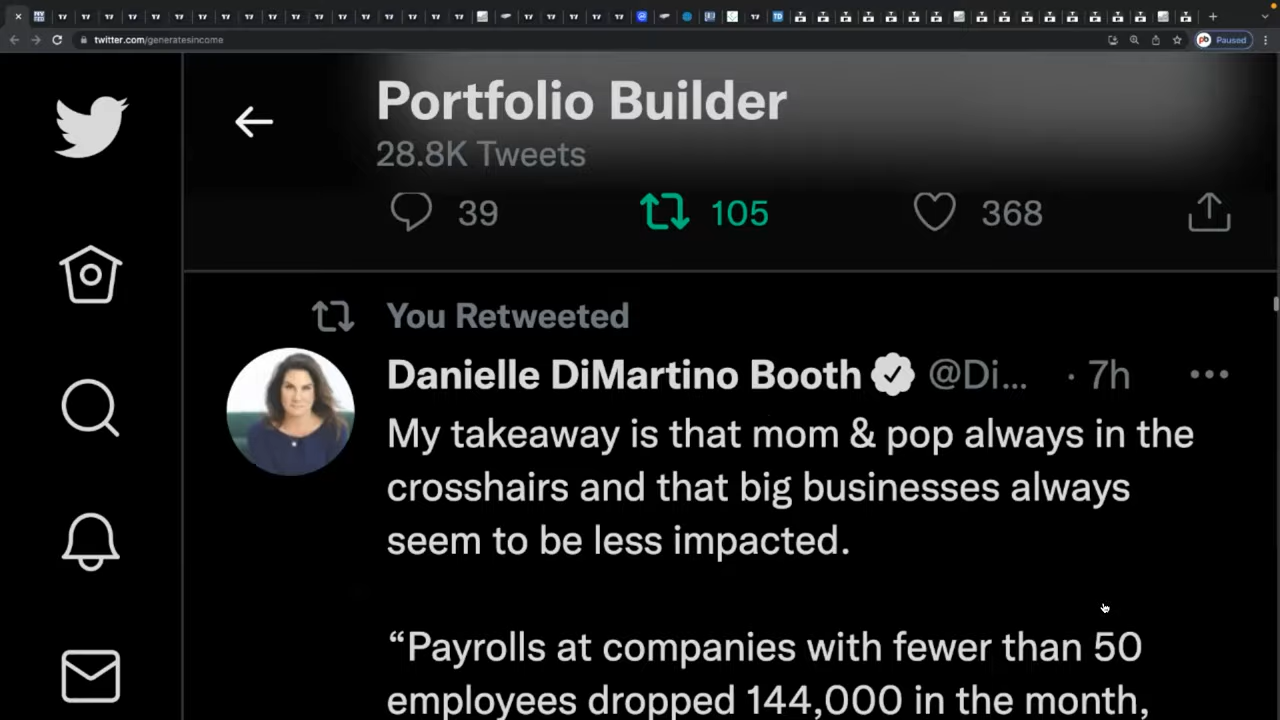 twitter.com/generatesincome
pb Paused
Portfolio Builder
28.8K Tweets
39 105 368
You Retweeted
Danielle DiMartino Booth @Di... · 7h
My takeaway is that mom & pop always in the
crosshairs and that big businesses always
seem to be less impacted.
“Payrolls at companies with fewer than 50
employees dropped 144,000 in the month,